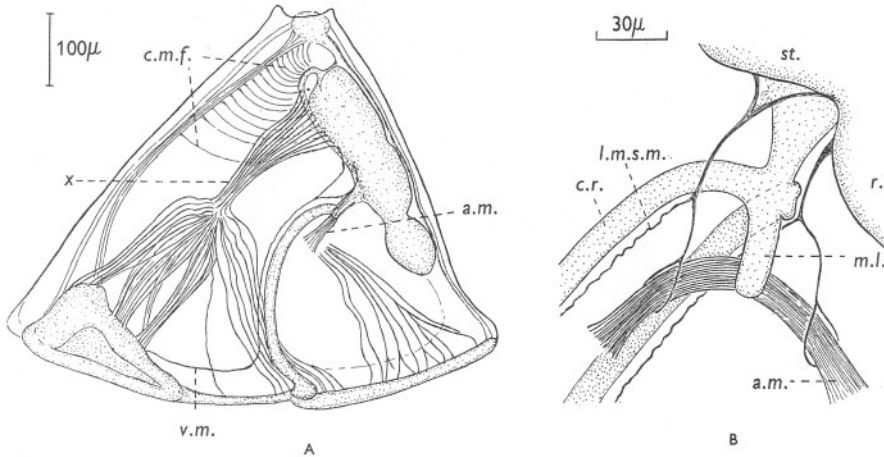 100μ
c.m.f.
x
a.m.
v.m.
A
30μ
st.
l.m.s.m.
c.r.
r.
m.l.
a.m.
B